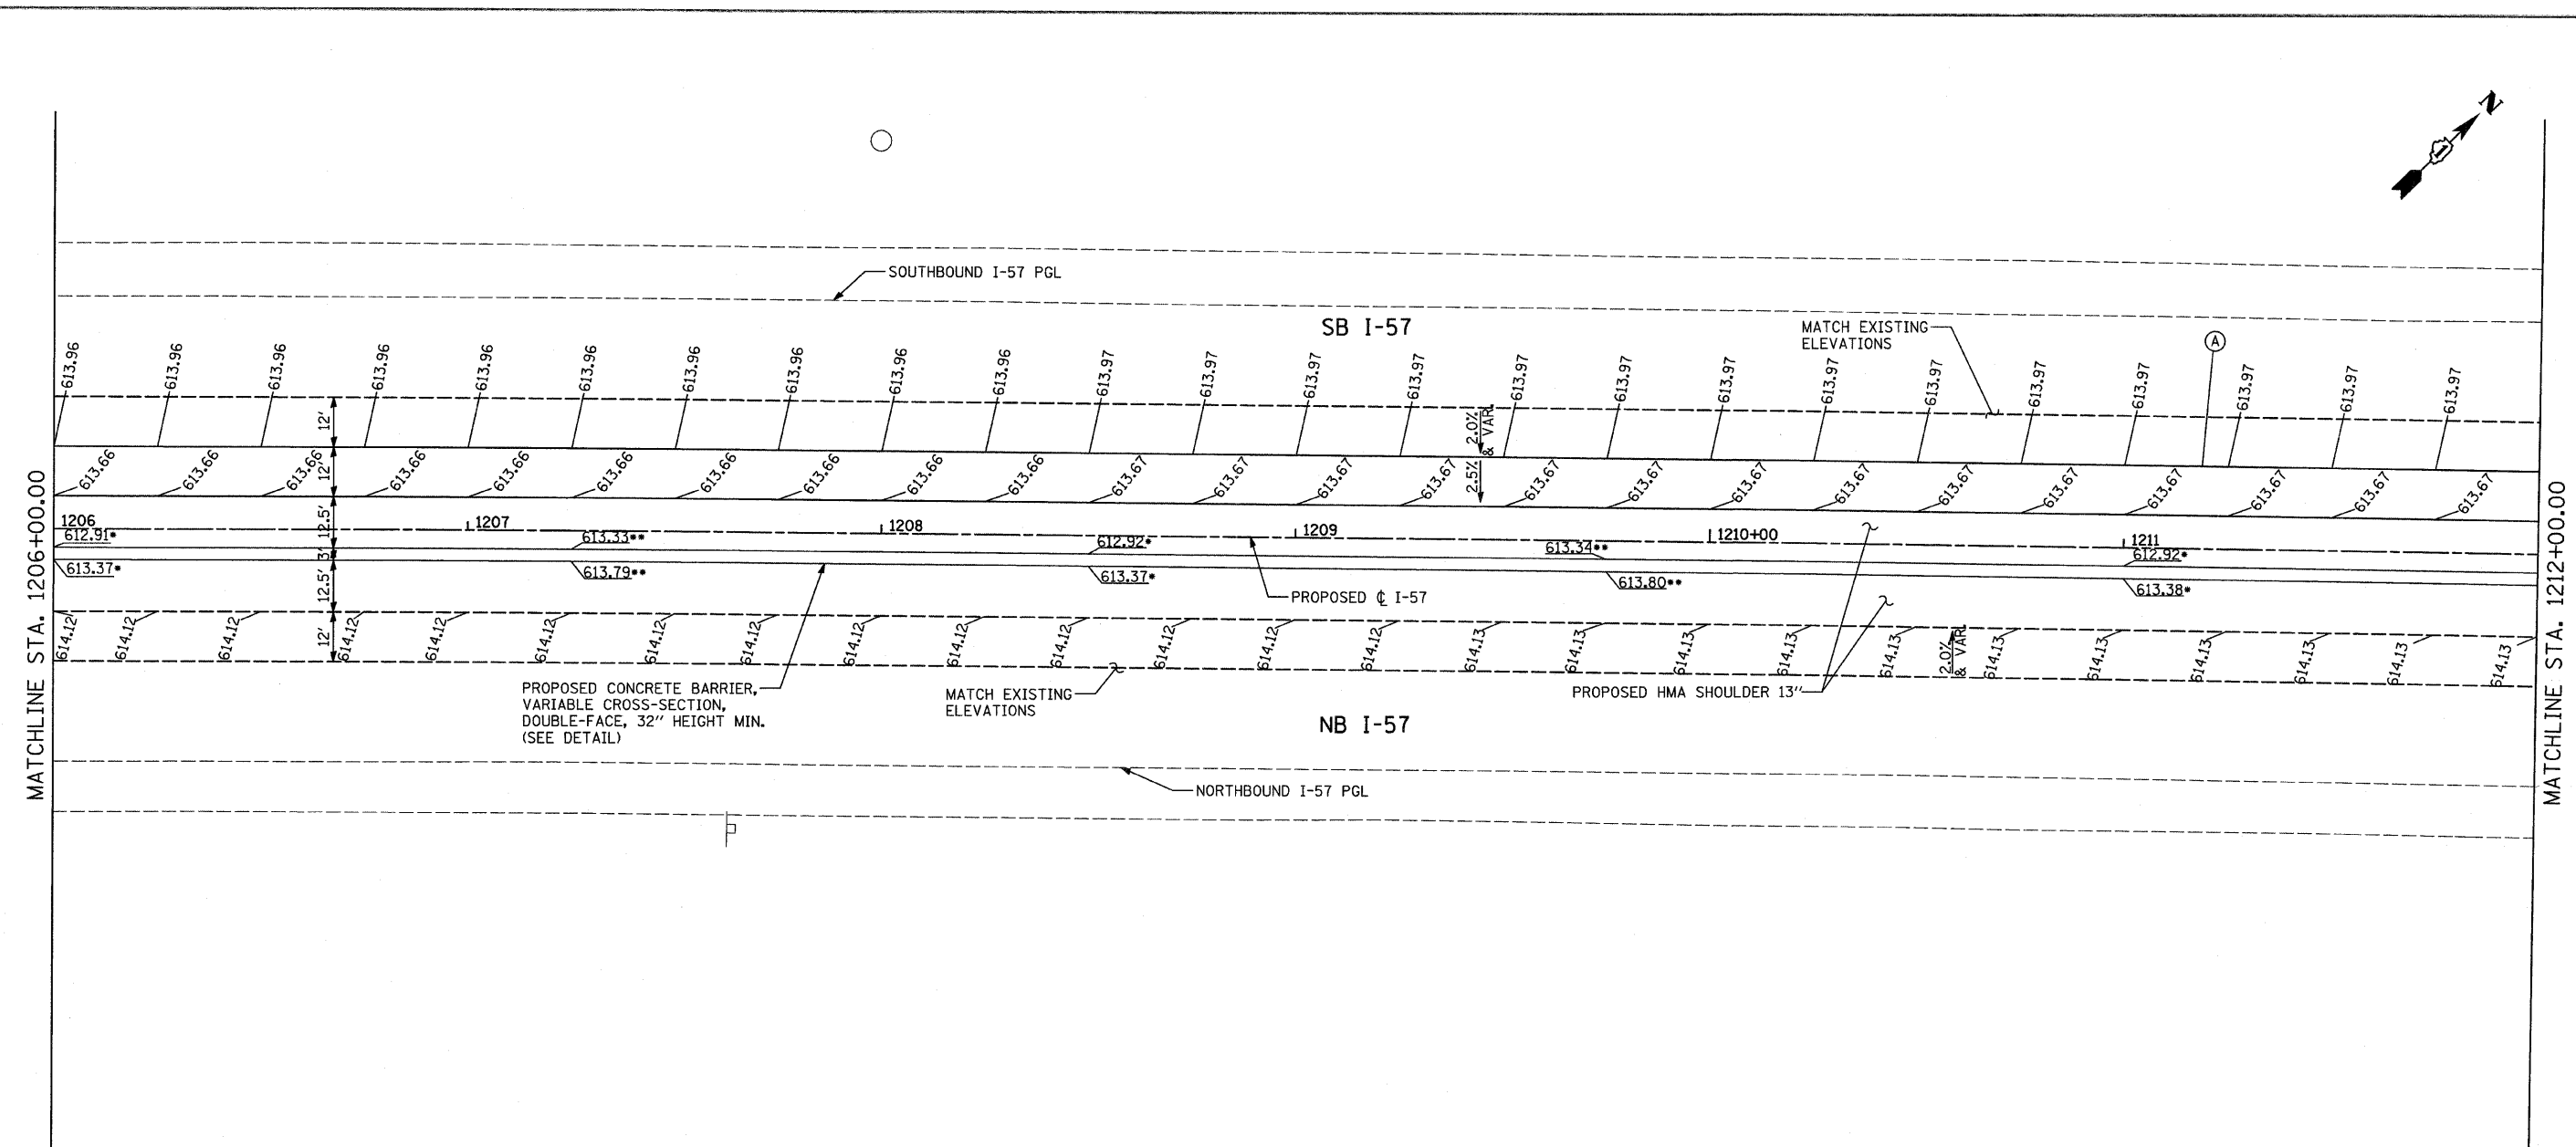 N
1
SOUTHBOUND I-57 PGL
SB I-57
MATCH EXISTING
ELEVATIONS
A
613.96 613.96 613.96 613.96 613.96 613.96 613.96 613.96 613.96 613.96 613.97 613.97 613.97 613.97 613.97 613.97 613.97 613.97 613.97 613.97 613.97 613.97 613.97 613.97
12'
2.0%
& VAR.
613.66 613.66 613.66 613.66 613.66 613.66 613.66 613.66 613.66 613.66 613.67 613.67 613.67 613.67 613.67 613.67 613.67 613.67 613.67 613.67 613.67 613.67 613.67 613.67
12'
2.5%
MATCHLINE STA. 1206+00.00
MATCHLINE STA. 1212+00.00
12.5'
1206 1207 1208 1209 1210+00 1211
612.91* 613.33** 612.92* 613.34** 612.92*
3'
613.37* 613.79** 613.37* 613.80** 613.38*
12.5'
PROPOSED ℄ I-57
12'
614.12 614.12 614.12 614.12 614.12 614.12 614.12 614.12 614.12 614.12 614.12 614.12 614.12 614.12 614.13 614.13 614.13 614.13 614.13 614.13 614.13 614.13 614.13 614.13 614.13
2.0%
& VAR.
PROPOSED CONCRETE BARRIER,
VARIABLE CROSS-SECTION,
DOUBLE-FACE, 32" HEIGHT MIN.
(SEE DETAIL)
MATCH EXISTING
ELEVATIONS
PROPOSED HMA SHOULDER 13"
NB I-57
NORTHBOUND I-57 PGL